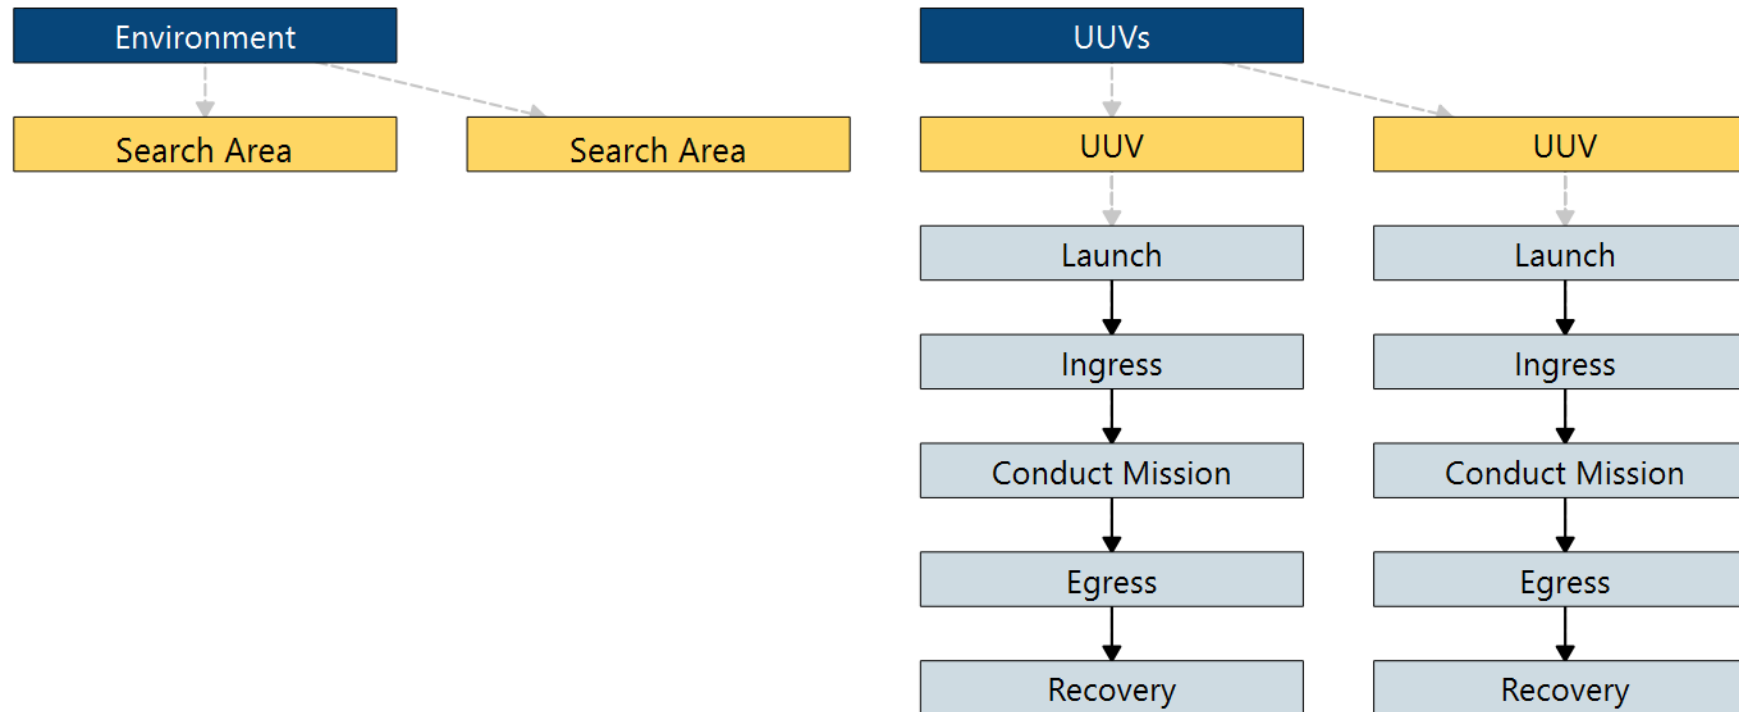 Environment
UUVs
Search Area
Search Area
UUV
UUV
Launch
Launch
Ingress
Ingress
Conduct Mission
Conduct Mission
Egress
Egress
Recovery
Recovery